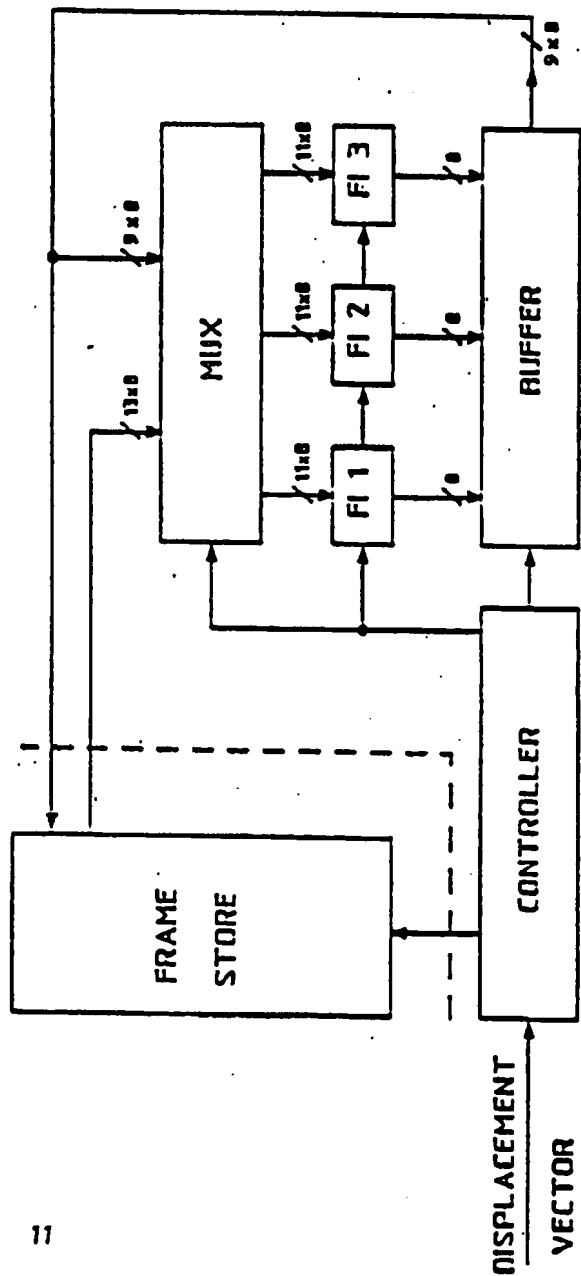 11
FRAME
STORE
13x8
9x8
MUX
11x8
11x8
11x8
FI 1
FI 2
FI 3
8
8
8
BUFFER
9x8
CONTROLLER
DISPLACEMENT
VECTOR